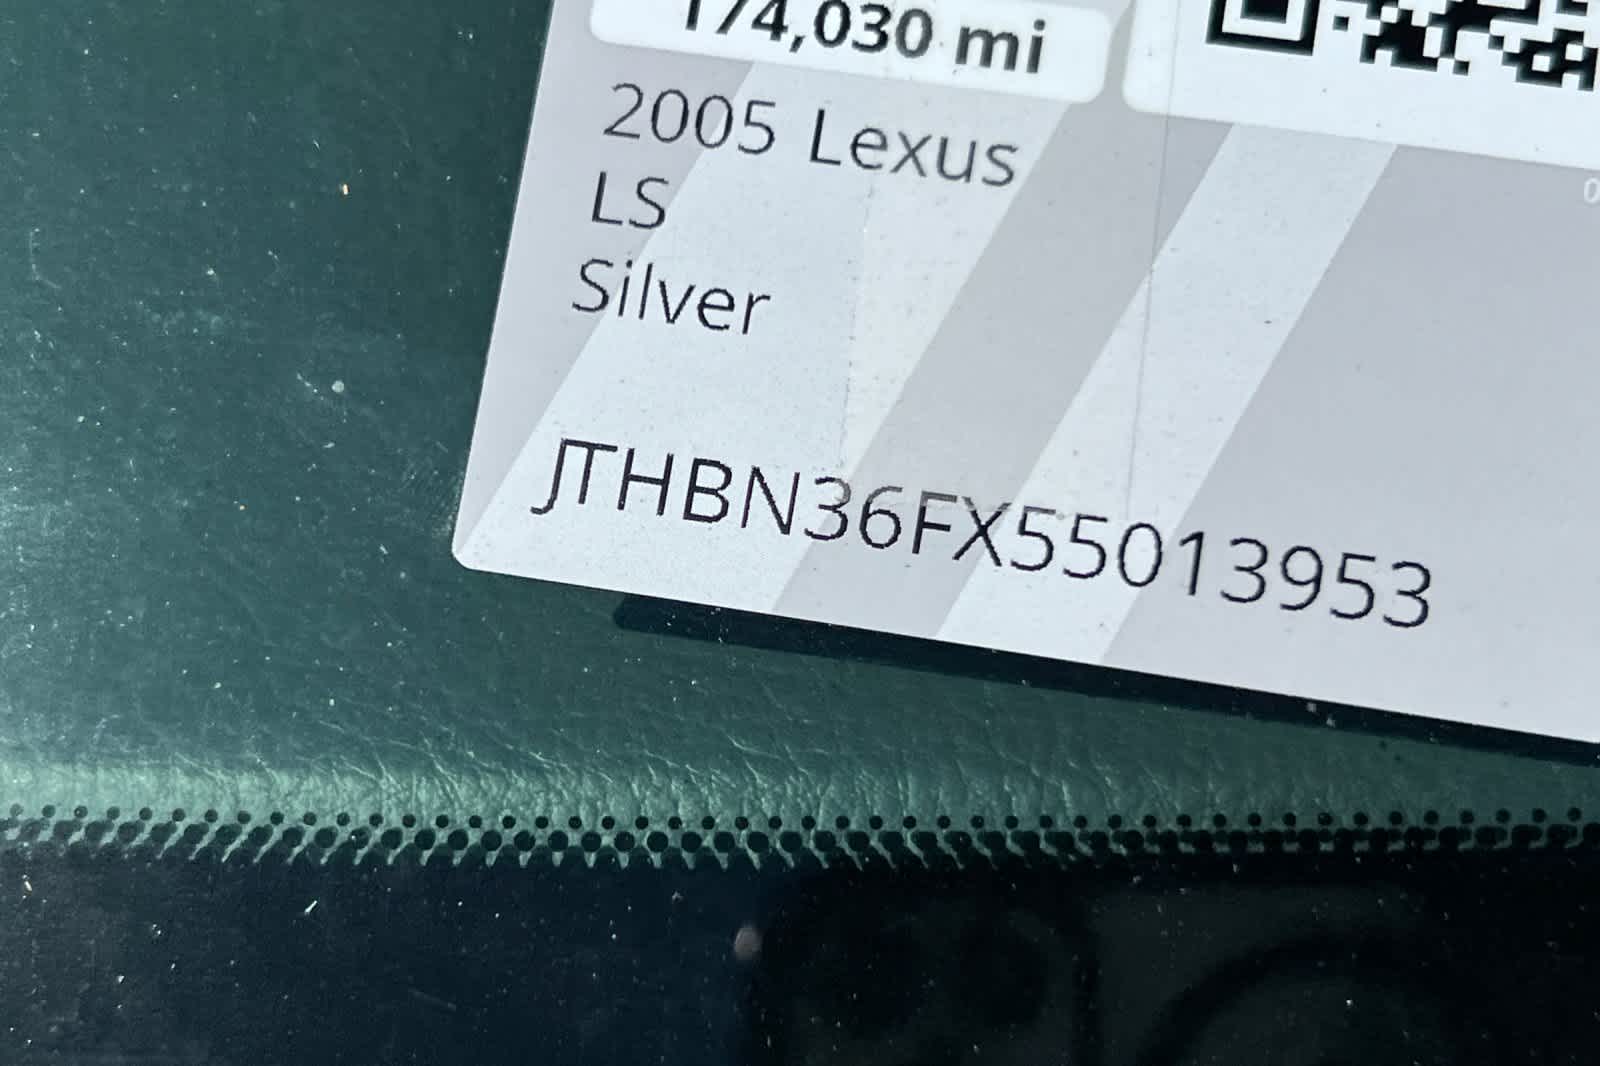 174,030 mi
2005 Lexus
LS
Silver
JTHBN36FX55013953